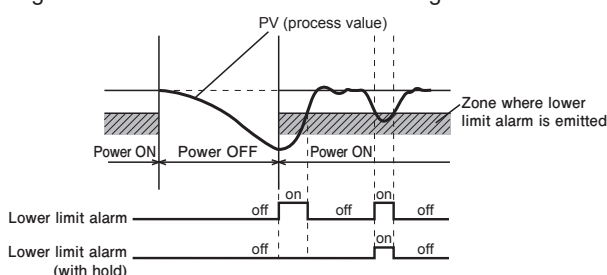 PV (process value)
Zone where lower
limit alarm is emitted
Power ON
Power OFF
Power ON
on
on
Lower limit alarm
off
off
off
on
Lower limit alarm
(with hold)
off
off